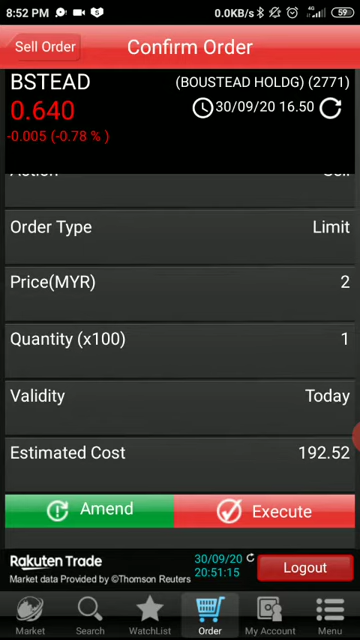 8:52 PM 0.0KB/s 4G 59
Sell Order Confirm Order
BSTEAD (BOUSTEAD HOLDG) (2771)
0.640 30/09/20 16.50
-0.005 (-0.78 % )
Action Sell
Order Type Limit
Price(MYR) 2
Quantity (x100) 1
Validity Today
Estimated Cost 192.52
Amend Execute
Rakuten Trade 30/09/20
Market data Provided by ©Thomson Reuters 20:51:15 Logout
Market Search WatchList Order My Account Menu